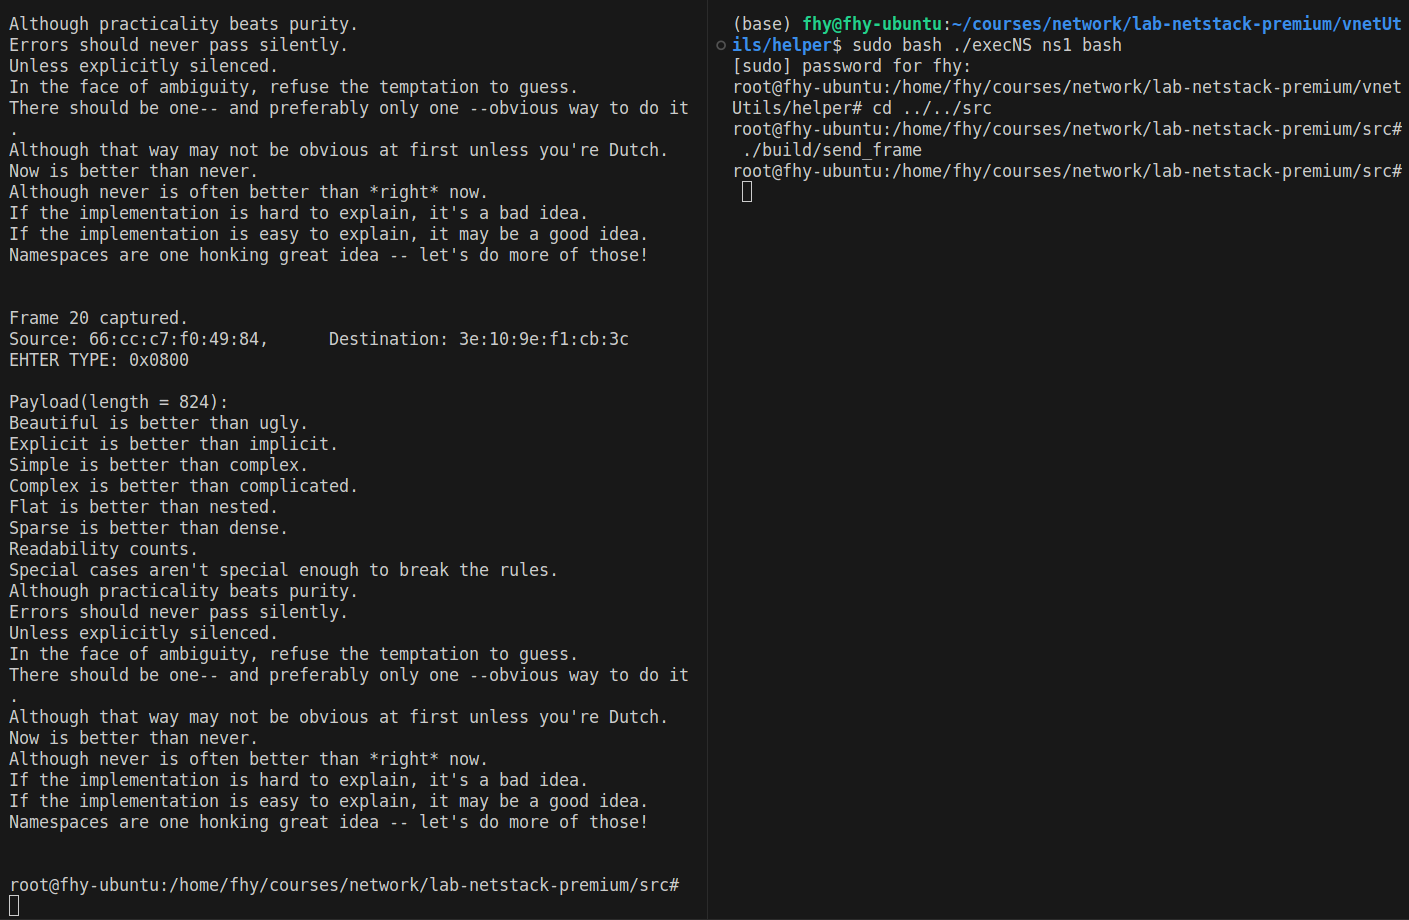 Although practicality beats purity.
Errors should never pass silently.
Unless explicitly silenced.
In the face of ambiguity, refuse the temptation to guess.
There should be one-- and preferably only one --obvious way to do it
.
Although that way may not be obvious at first unless you're Dutch.
Now is better than never.
Although never is often better than *right* now.
If the implementation is hard to explain, it's a bad idea.
If the implementation is easy to explain, it may be a good idea.
Namespaces are one honking great idea -- let's do more of those!
Frame 20 captured.
Source: 66:cc:c7:f0:49:84,      Destination: 3e:10:9e:f1:cb:3c
EHTER TYPE: 0x0800
Payload(length = 824):
Beautiful is better than ugly.
Explicit is better than implicit.
Simple is better than complex.
Complex is better than complicated.
Flat is better than nested.
Sparse is better than dense.
Readability counts.
Special cases aren't special enough to break the rules.
Although practicality beats purity.
Errors should never pass silently.
Unless explicitly silenced.
In the face of ambiguity, refuse the temptation to guess.
There should be one-- and preferably only one --obvious way to do it
.
Although that way may not be obvious at first unless you're Dutch.
Now is better than never.
Although never is often better than *right* now.
If the implementation is hard to explain, it's a bad idea.
If the implementation is easy to explain, it may be a good idea.
Namespaces are one honking great idea -- let's do more of those!
root@fhy-ubuntu:/home/fhy/courses/network/lab-netstack-premium/src#
(base) fhy@fhy-ubuntu:~/courses/network/lab-netstack-premium/vnetUt
ils/helper$ sudo bash ./execNS ns1 bash
[sudo] password for fhy:
root@fhy-ubuntu:/home/fhy/courses/network/lab-netstack-premium/vnet
Utils/helper# cd ../../src
root@fhy-ubuntu:/home/fhy/courses/network/lab-netstack-premium/src#
./build/send_frame
root@fhy-ubuntu:/home/fhy/courses/network/lab-netstack-premium/src#